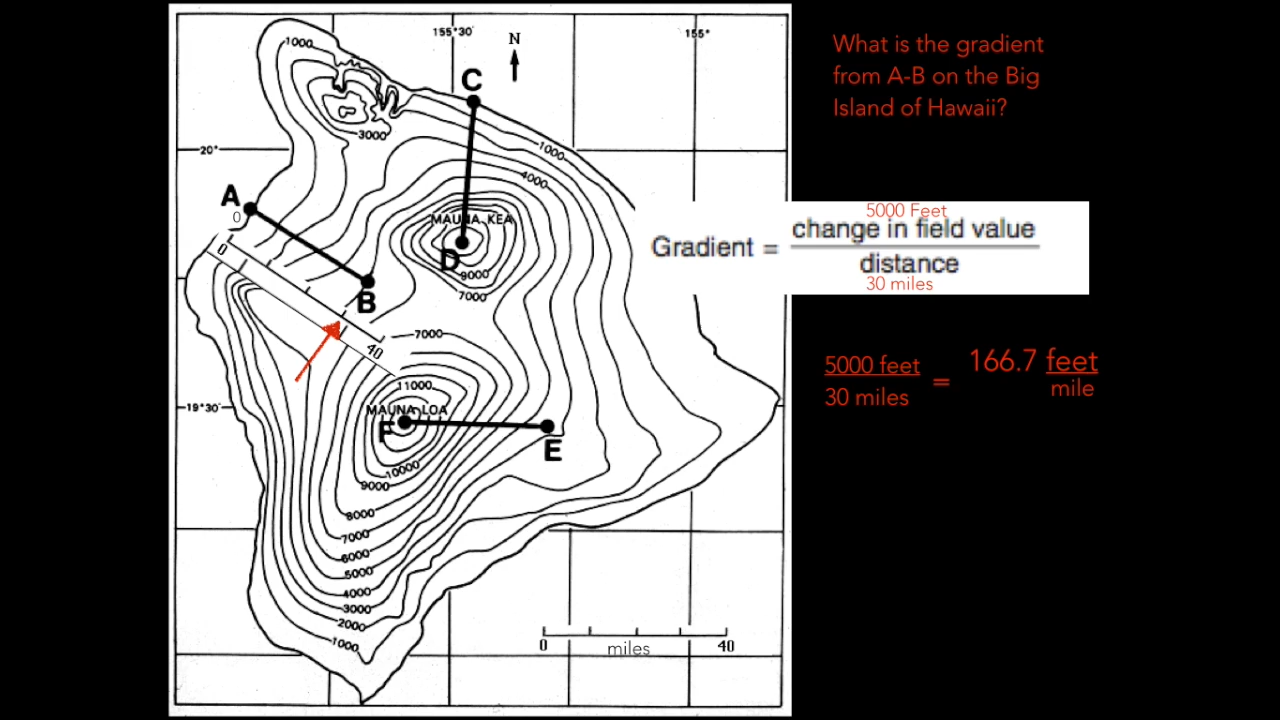 What is the gradient
from A-B on the Big
Island of Hawaii?
155°30'
155°
N
1000
C
3000
20°
1000
4000
A
0
MAUNA KEA
D
9000
7000
0
B
7000
40
5000 Feet
Gradient = change in field value
distance
30 miles
5000 feet
30 miles
=
166.7 feet
mile
11000
19°30'
MAUNA LOA
F
E
10000
9000
8000
7000
6000
5000
4000
3000
2000
1000
0
miles
40